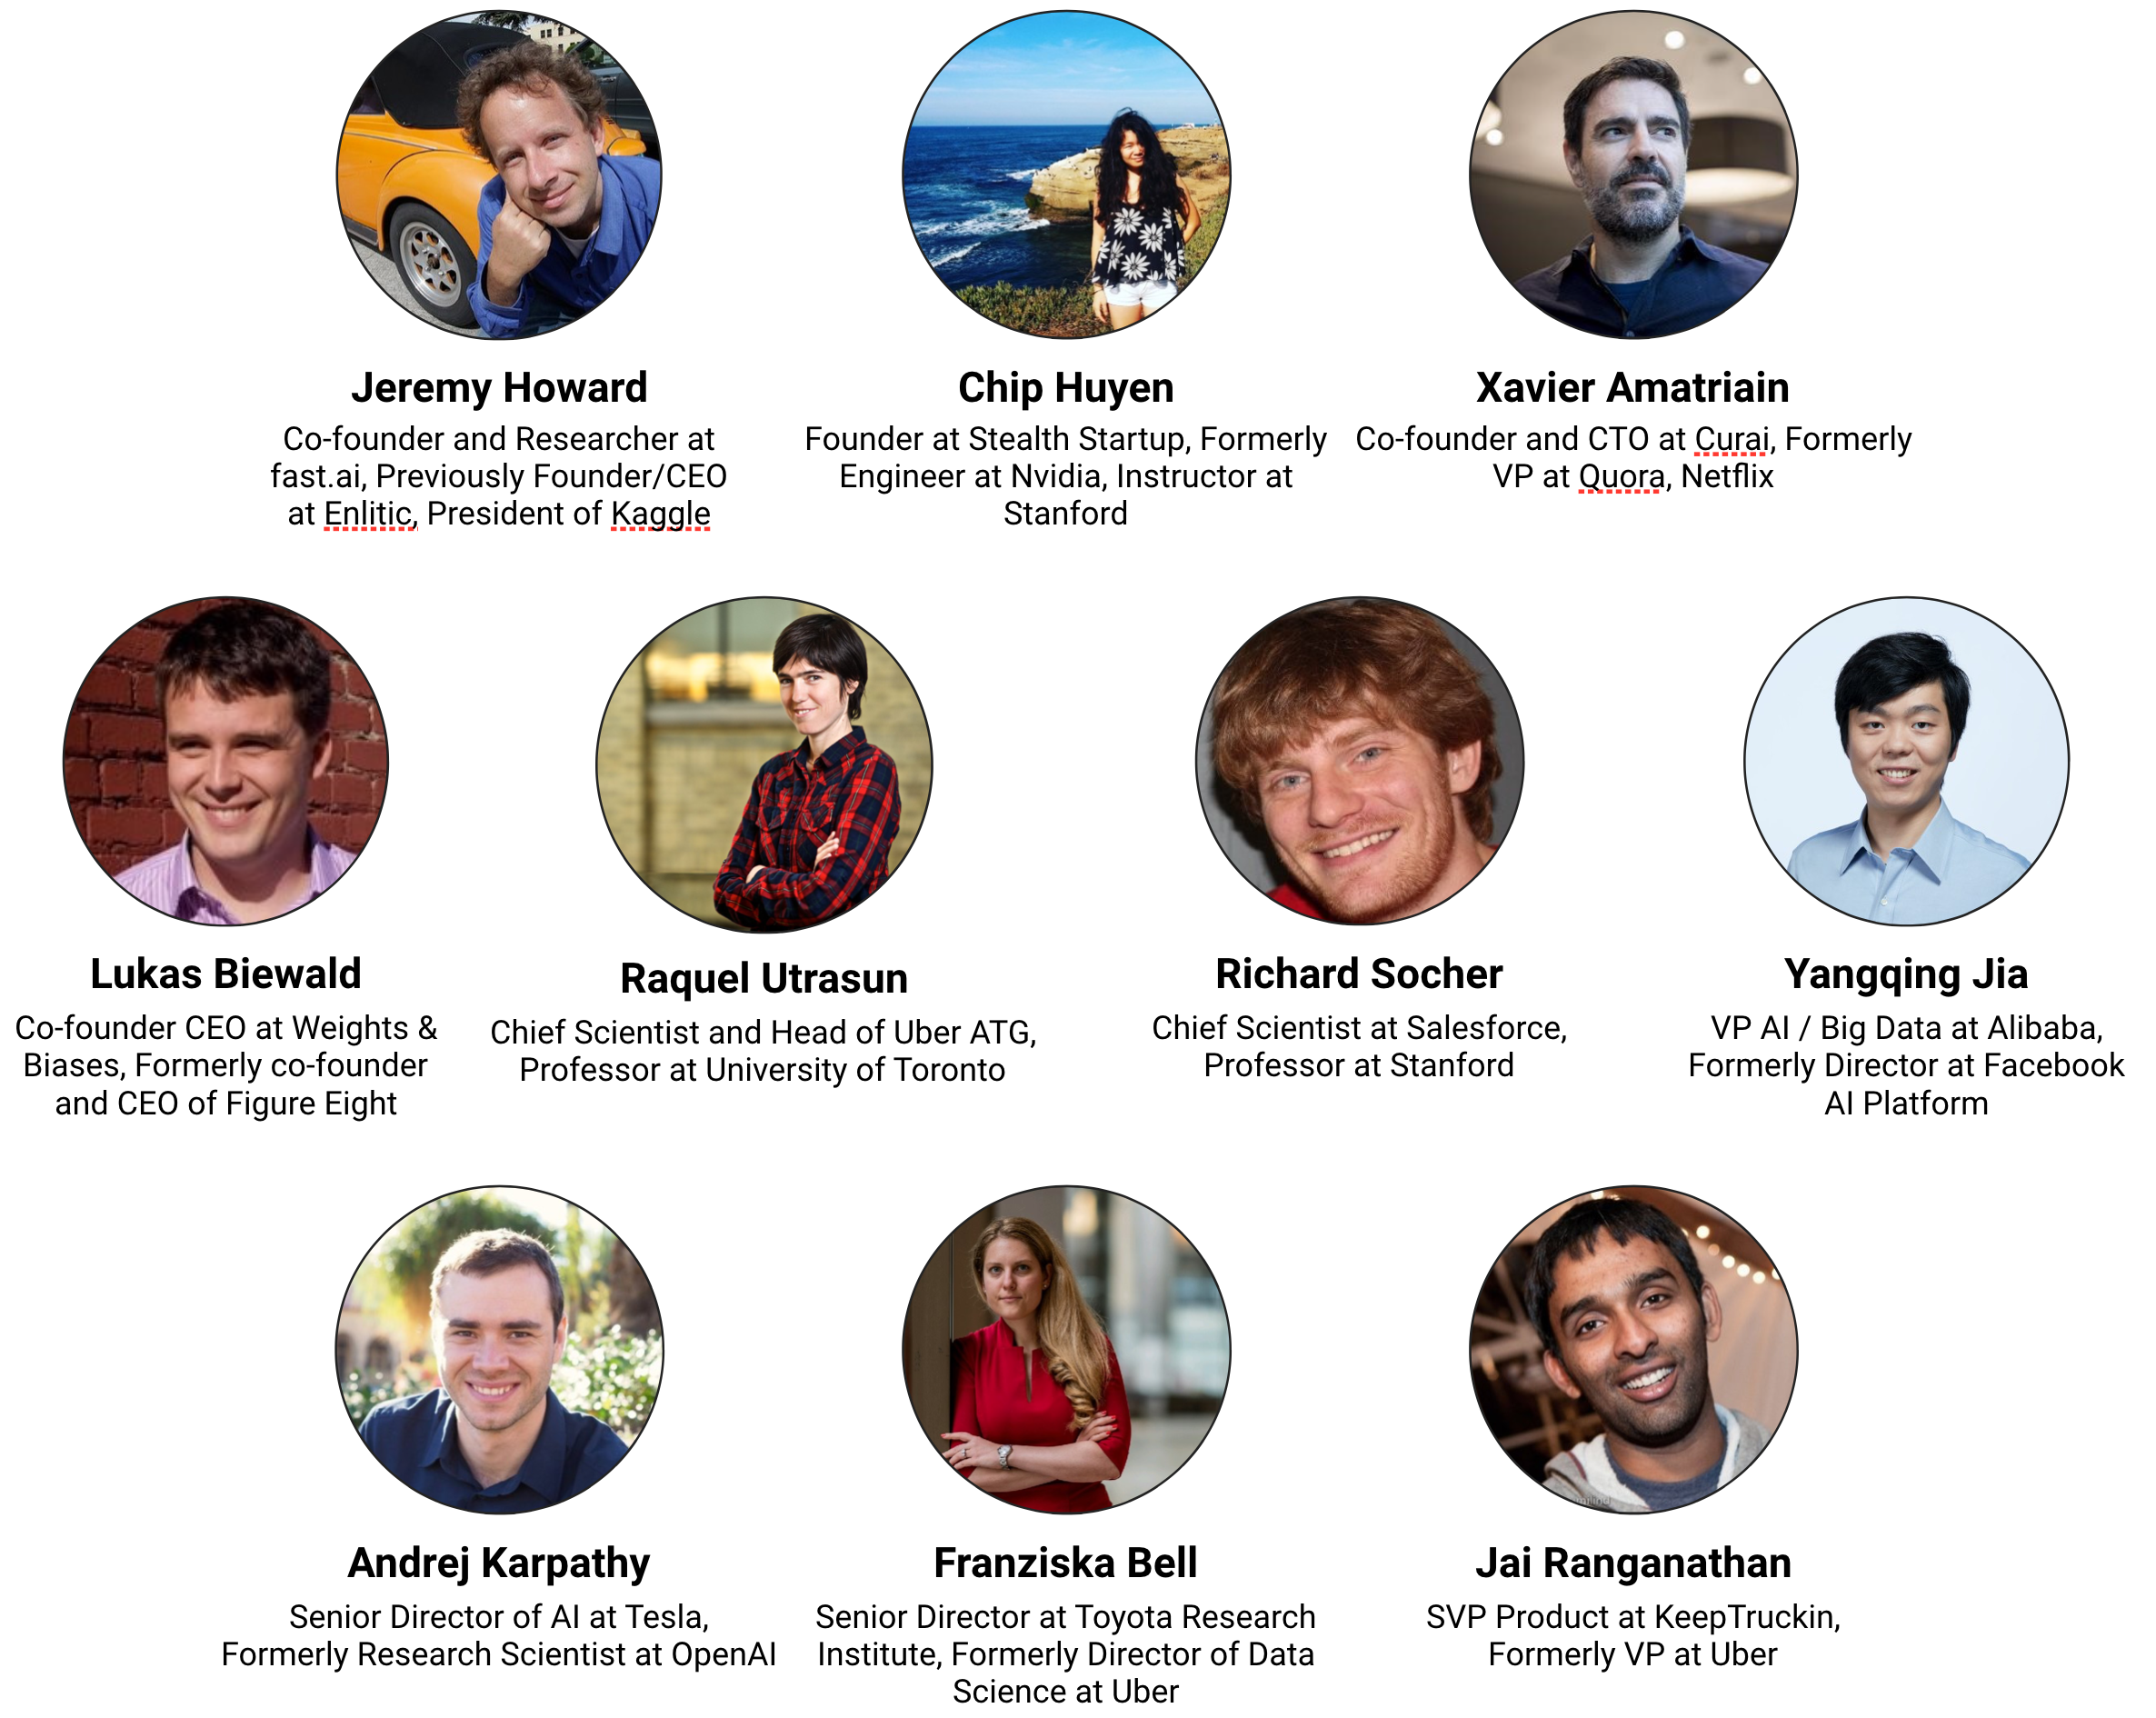 Jeremy Howard
Co-founder and Researcher at
fast.ai, Previously Founder/CEO
at Enlitic, President of Kaggle
Chip Huyen
Founder at Stealth Startup, Formerly
Engineer at Nvidia, Instructor at
Stanford
Xavier Amatriain
Co-founder and CTO at Curai, Formerly
VP at Quora, Netflix
Lukas Biewald
Co-founder CEO at Weights &
Biases, Formerly co-founder
and CEO of Figure Eight
Raquel Utrasun
Chief Scientist and Head of Uber ATG,
Professor at University of Toronto
Richard Socher
Chief Scientist at Salesforce,
Professor at Stanford
Yangqing Jia
VP AI / Big Data at Alibaba,
Formerly Director at Facebook
AI Platform
Andrej Karpathy
Senior Director of AI at Tesla,
Formerly Research Scientist at OpenAI
Franziska Bell
Senior Director at Toyota Research
Institute, Formerly Director of Data
Science at Uber
Jai Ranganathan
SVP Product at KeepTruckin,
Formerly VP at Uber